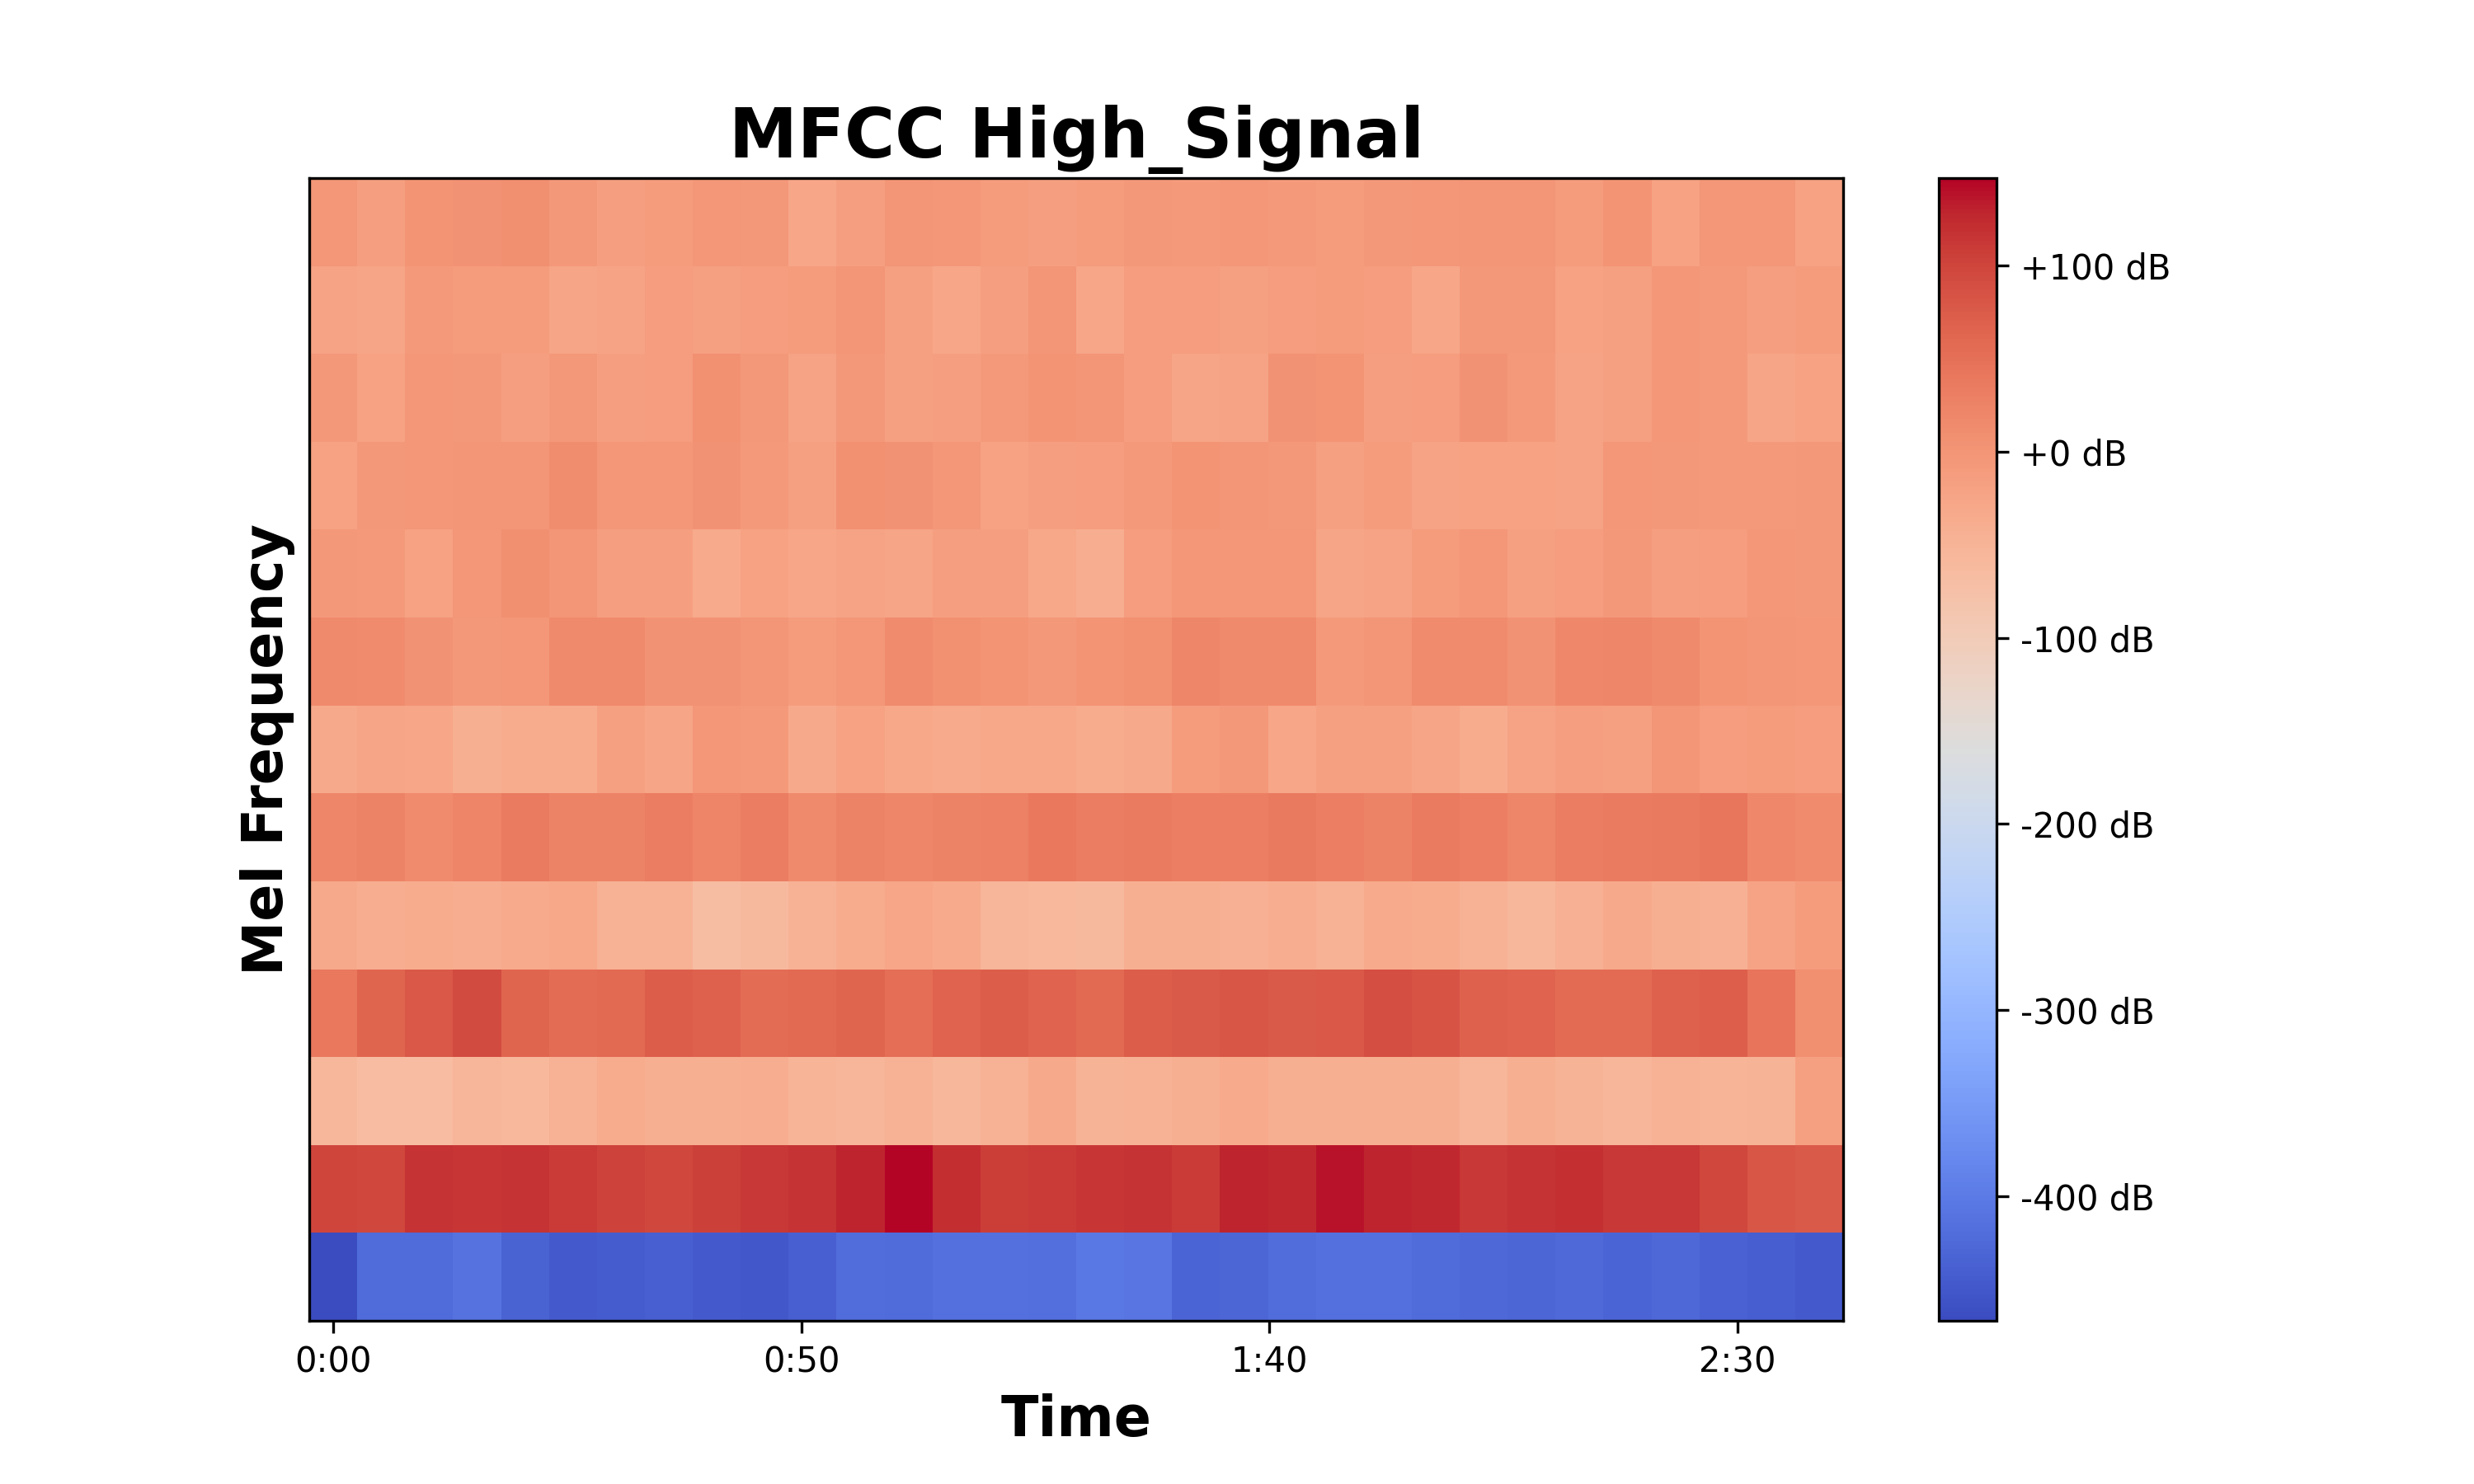 MFCC High_Signal
Mel Frequency
+100 dB
+0 dB
-100 dB
-200 dB
-300 dB
-400 dB
0:00 0:50 1:40 2:30
Time